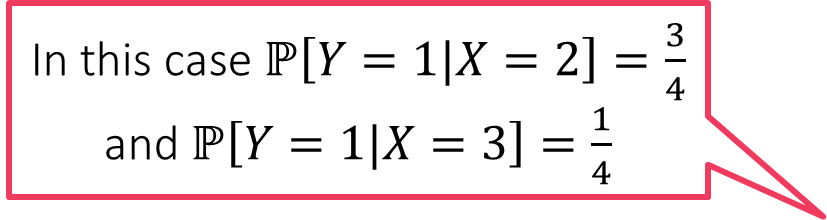 In this case ℙ[Y = 1|X = 2] = 3/4
and ℙ[Y = 1|X = 3] = 1/4